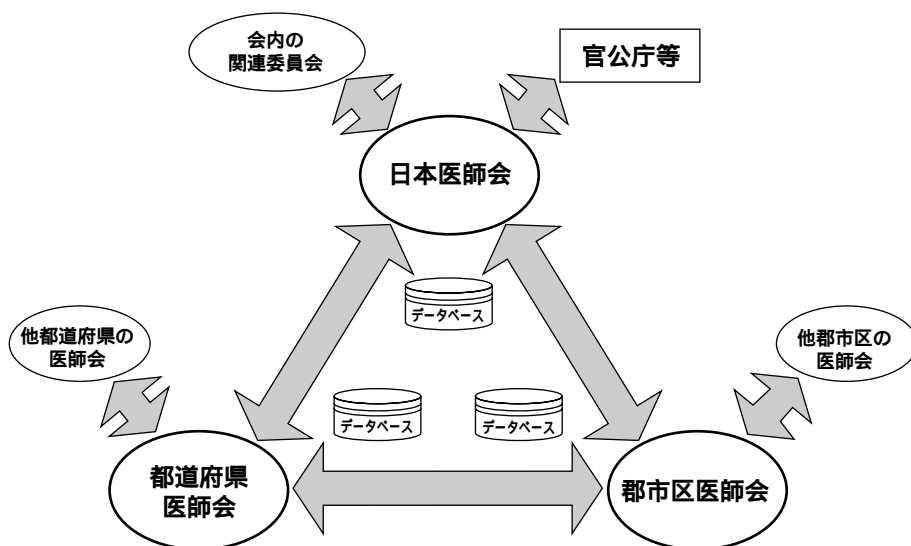 会内の
関連委員会
官公庁等
日本医師会
データベース
他都道府県の
医師会
他郡市区の
医師会
データベース
データベース
都道府県
医師会
郡市区医師会